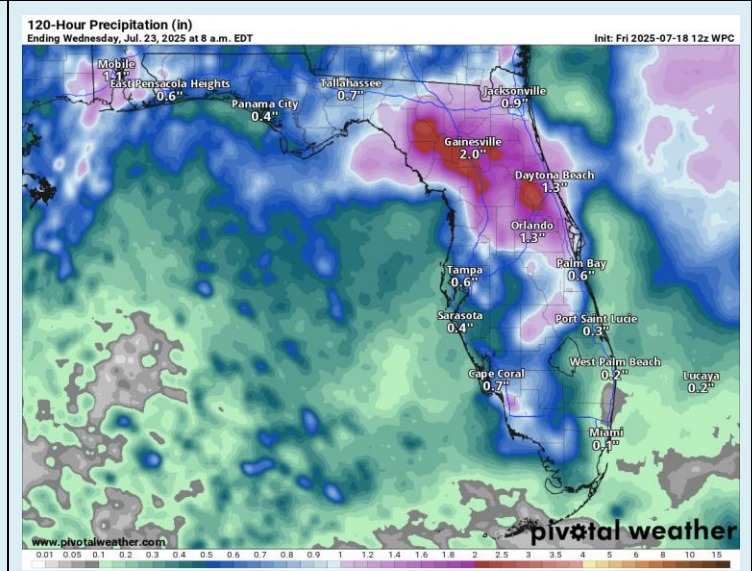 120-Hour Precipitation (in)
Ending Wednesday, Jul. 23, 2025 at 8 a.m. EDT
Init: Fri 2025-07-18 12z WPC
Mobile
1.1"
East Pensacola Heights
0.6"
Panama City
0.4"
Tallahassee
0.7"
Jacksonville
0.9"
Gainesville
2.0"
Daytona Beach
1.3"
Orlando
1.3"
Tampa
0.6"
Palm Bay
0.6"
Sarasota
0.4"
Port Saint Lucie
0.3"
West Palm Beach
0.2"
Lucaya
0.2"
Cape Coral
0.7"
Miami
0.1"
www.pivotalweather.com
pivotal weather
0.01 0.05 0.1 0.2 0.3 0.4 0.5 0.6 0.7 0.8 0.9 1 1.2 1.4 1.6 1.8 2 2.5 3 3.5 4 5 6 8 10 15